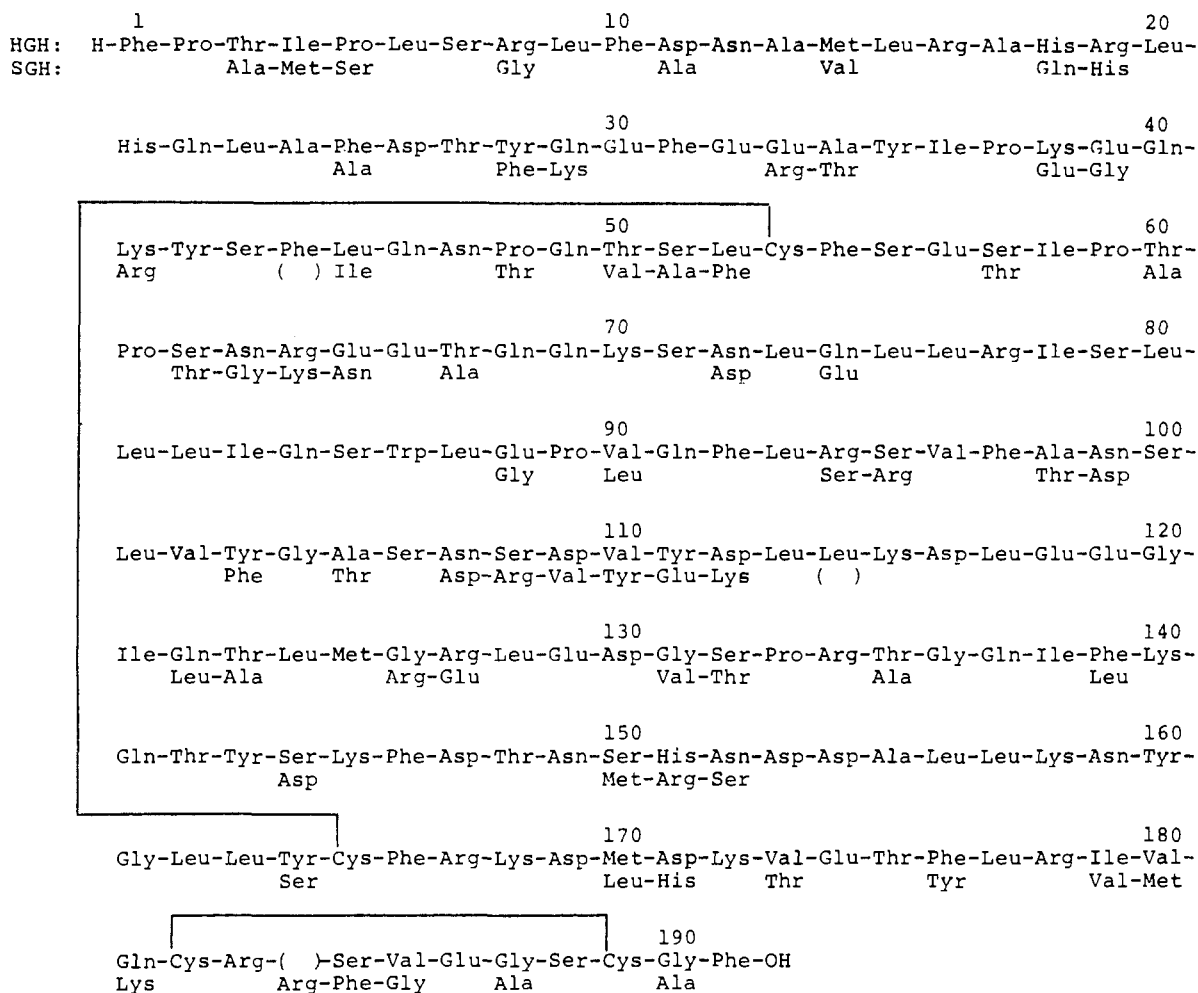 1 10 20
HGH: H-Phe-Pro-Thr-Ile-Pro-Leu-Ser-Arg-Leu-Phe-Asp-Asn-Ala-Met-Leu-Arg-Ala-His-Arg-Leu-
SGH: Ala-Met-Ser Gly Ala Val Gln-His
30 40
His-Gln-Leu-Ala-Phe-Asp-Thr-Tyr-Gln-Glu-Phe-Glu-Glu-Ala-Tyr-Ile-Pro-Lys-Glu-Gln-
Ala Phe-Lys Arg-Thr Glu-Gly
50 60
Lys-Tyr-Ser-Phe-Leu-Gln-Asn-Pro-Gln-Thr-Ser-Leu-Cys-Phe-Ser-Glu-Ser-Ile-Pro-Thr-
Arg ( ) Ile Thr Val-Ala-Phe Thr Ala
70 80
Pro-Ser-Asn-Arg-Glu-Glu-Thr-Gln-Gln-Lys-Ser-Asn-Leu-Gln-Leu-Leu-Arg-Ile-Ser-Leu-
Thr-Gly-Lys-Asn Ala Asp Glu
90 100
Leu-Leu-Ile-Gln-Ser-Trp-Leu-Glu-Pro-Val-Gln-Phe-Leu-Arg-Ser-Val-Phe-Ala-Asn-Ser-
Gly Leu Ser-Arg Thr-Asp
110 120
Leu-Val-Tyr-Gly-Ala-Ser-Asn-Ser-Asp-Val-Tyr-Asp-Leu-Leu-Lys-Asp-Leu-Glu-Glu-Gly-
Phe Thr Asp-Arg-Val-Tyr-Glu-Lys ( )
130 140
Ile-Gln-Thr-Leu-Met-Gly-Arg-Leu-Glu-Asp-Gly-Ser-Pro-Arg-Thr-Gly-Gln-Ile-Phe-Lys-
Leu-Ala Arg-Glu Val-Thr Ala Leu
150 160
Gln-Thr-Tyr-Ser-Lys-Phe-Asp-Thr-Asn-Ser-His-Asn-Asp-Asp-Ala-Leu-Leu-Lys-Asn-Tyr-
Asp Met-Arg-Ser
170 180
Gly-Leu-Leu-Tyr-Cys-Phe-Arg-Lys-Asp-Met-Asp-Lys-Val-Glu-Thr-Phe-Leu-Arg-Ile-Val-
Ser Leu-His Thr Tyr Val-Met
190
Gln-Cys-Arg-( )-Ser-Val-Glu-Gly-Ser-Cys-Gly-Phe-OH
Lys Arg-Phe-Gly Ala Ala